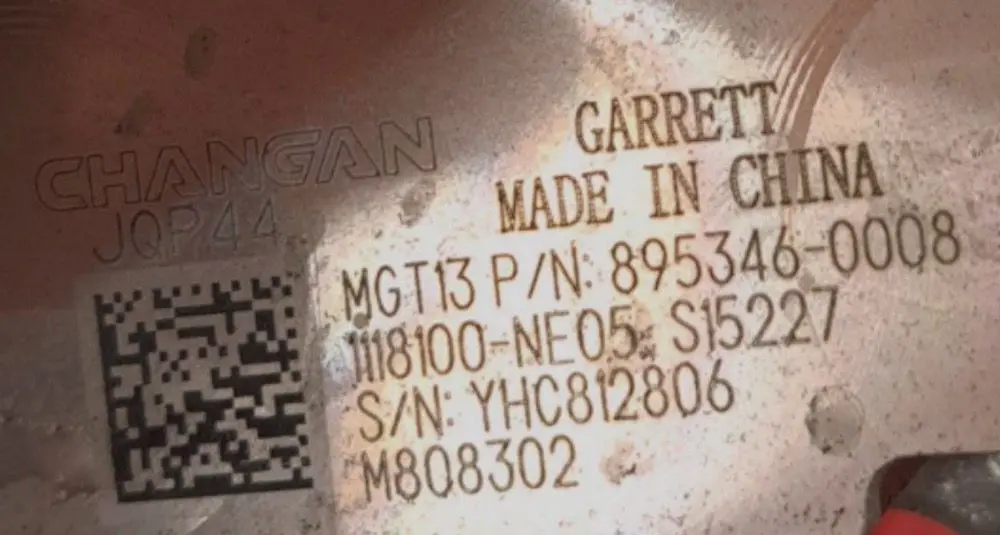 CHANGAN
JQP44
GARRETT
MADE IN CHINA
MGT13 P/N: 895346-0008
1118100-NE05 S15227
S/N: YHC812806
M808302